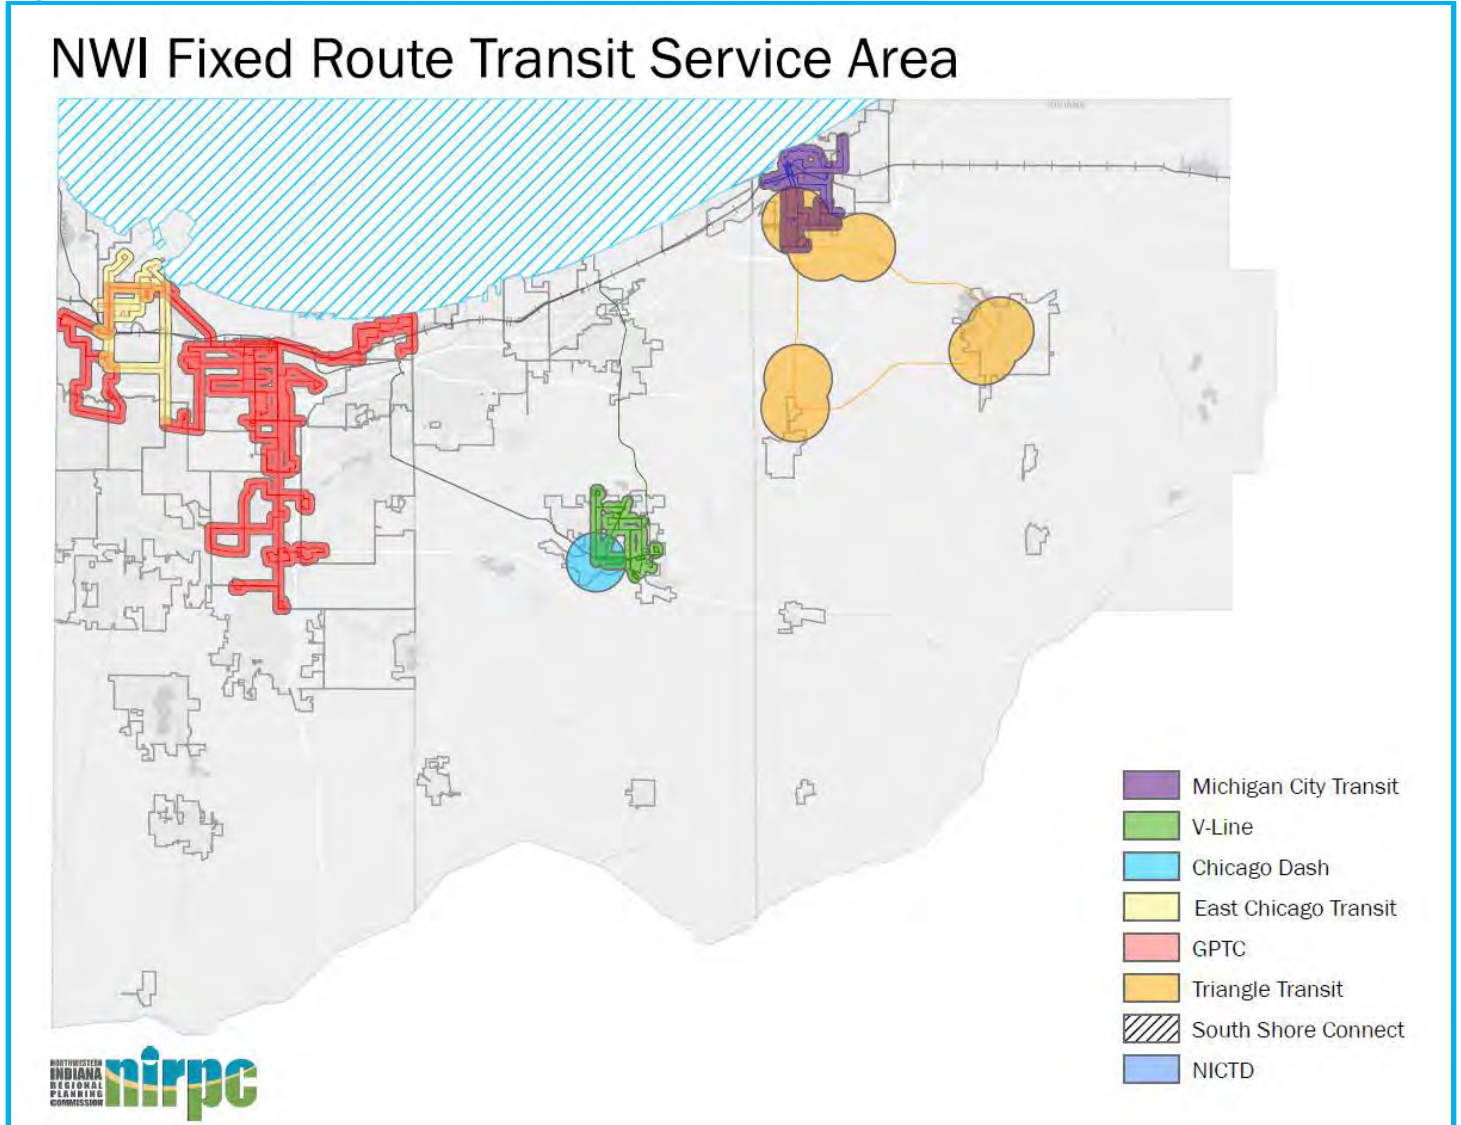 NWI Fixed Route Transit Service Area
Michigan City Transit
V-Line
Chicago Dash
East Chicago Transit
GPTC
Triangle Transit
South Shore Connect
NICTD
NORTHWESTERN
INDIANA
REGIONAL
PLANNING
COMMISSION
nirpc